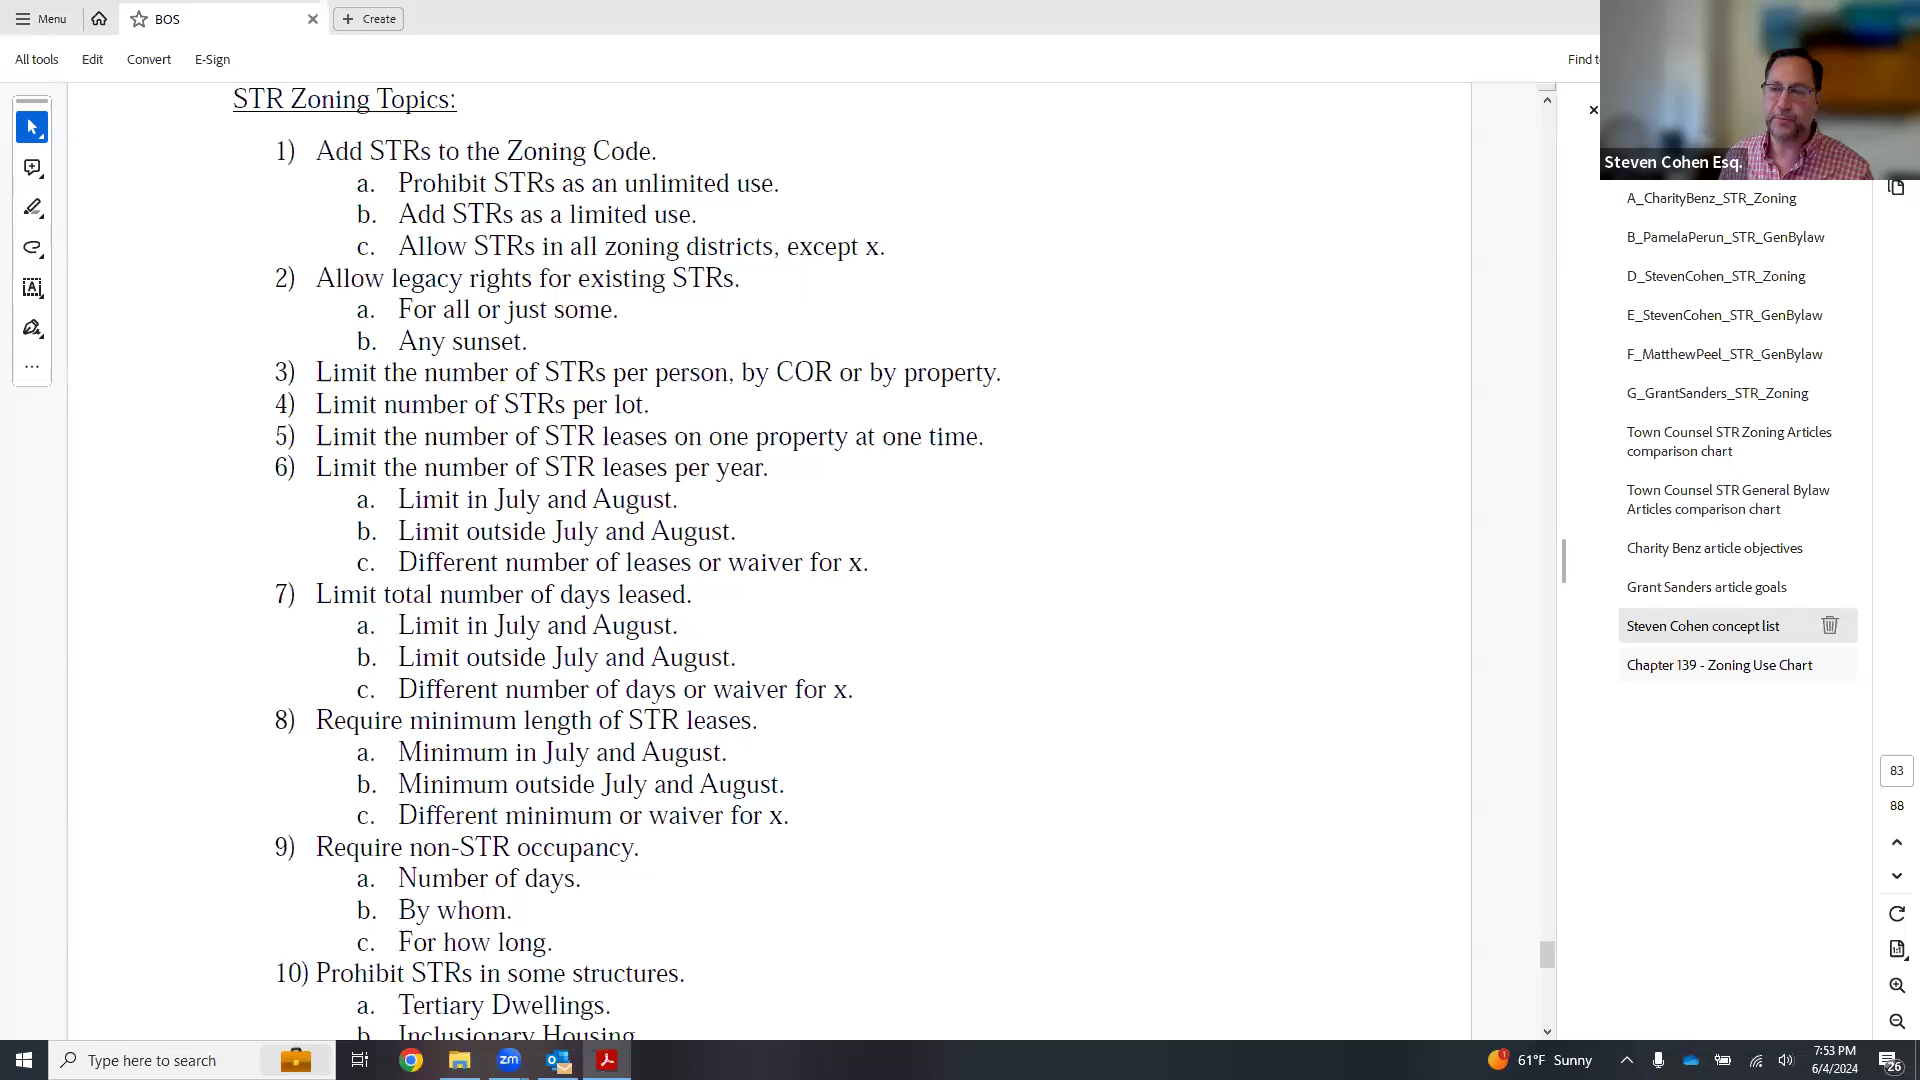 Menu
BOS
Create
All tools
Edit
Convert
E-Sign
Find t
STR Zoning Topics:
1) Add STRs to the Zoning Code.
a. Prohibit STRs as an unlimited use.
b. Add STRs as a limited use.
c. Allow STRs in all zoning districts, except x.
2) Allow legacy rights for existing STRs.
a. For all or just some.
b. Any sunset.
3) Limit the number of STRs per person, by COR or by property.
4) Limit number of STRs per lot.
5) Limit the number of STR leases on one property at one time.
6) Limit the number of STR leases per year.
a. Limit in July and August.
b. Limit outside July and August.
c. Different number of leases or waiver for x.
7) Limit total number of days leased.
a. Limit in July and August.
b. Limit outside July and August.
c. Different number of days or waiver for x.
8) Require minimum length of STR leases.
a. Minimum in July and August.
b. Minimum outside July and August.
c. Different minimum or waiver for x.
9) Require non-STR occupancy.
a. Number of days.
b. By whom.
c. For how long.
10) Prohibit STRs in some structures.
a. Tertiary Dwellings.
b. Inclusionary Housing
Steven Cohen Esq.
A_CharityBenz_STR_Zoning
B_PamelaPerun_STR_GenBylaw
D_StevenCohen_STR_Zoning
E_StevenCohen_STR_GenBylaw
F_MatthewPeel_STR_GenBylaw
G_GrantSanders_STR_Zoning
Town Counsel STR Zoning Articles
comparison chart
Town Counsel STR General Bylaw
Articles comparison chart
Charity Benz article objectives
Grant Sanders article goals
Steven Cohen concept list
Chapter 139 - Zoning Use Chart
83
88
1:1
Type here to search
zm
1
61°F Sunny
7:53 PM
6/4/2024
26